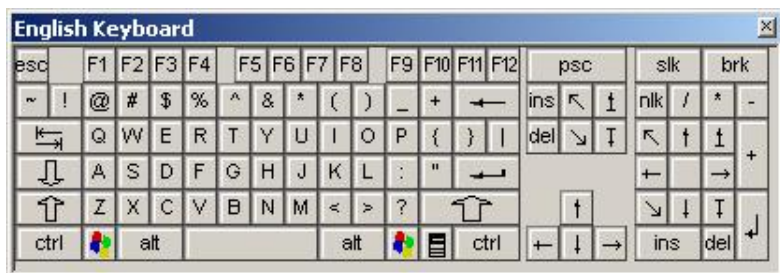 English Keyboard
esc F1 F2 F3 F4 F5 F6 F7 F8 F9 F10 F11 F12 psc slk brk
~ ! @ # $ % ^ & * ( ) _ + ← ins ↖ ↥ nlk / * -
Q W E R T Y U I O P { } | del ↘ ↧ ↖ ↑ ↥ +
A S D F G H J K L : " ← →
Z X C V B N M < > ? ↑ ↘ ↓ ↧ ↵
ctrl alt alt ctrl ← ↓ → ins del